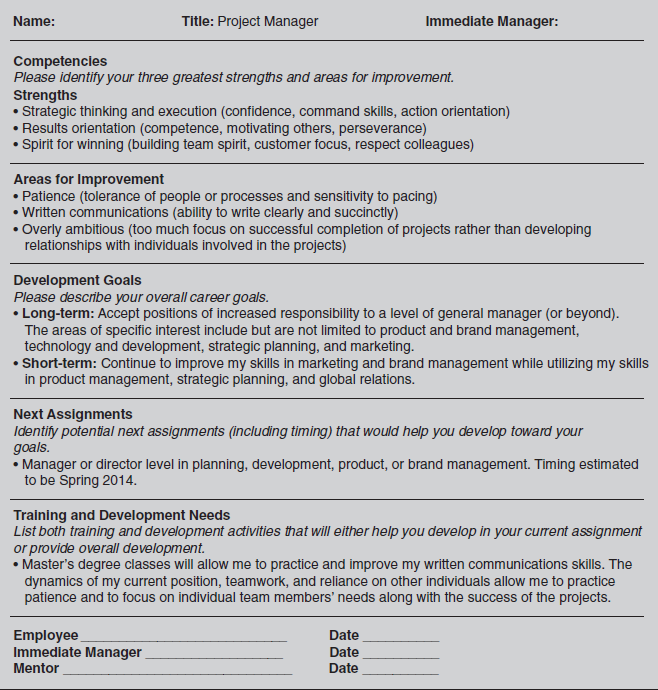 Name: Title: Project Manager Immediate Manager:
Competencies
Please identify your three greatest strengths and areas for improvement.
Strengths
• Strategic thinking and execution (confidence, command skills, action orientation)
• Results orientation (competence, motivating others, perseverance)
• Spirit for winning (building team spirit, customer focus, respect colleagues)
Areas for Improvement
• Patience (tolerance of people or processes and sensitivity to pacing)
• Written communications (ability to write clearly and succinctly)
• Overly ambitious (too much focus on successful completion of projects rather than developing
relationships with individuals involved in the projects)
Development Goals
Please describe your overall career goals.
• Long-term: Accept positions of increased responsibility to a level of general manager (or beyond).
The areas of specific interest include but are not limited to product and brand management,
technology and development, strategic planning, and marketing.
• Short-term: Continue to improve my skills in marketing and brand management while utilizing my skills
in product management, strategic planning, and global relations.
Next Assignments
Identify potential next assignments (including timing) that would help you develop toward your
goals.
• Manager or director level in planning, development, product, or brand management. Timing estimated
to be Spring 2014.
Training and Development Needs
List both training and development activities that will either help you develop in your current assignment
or provide overall development.
• Master's degree classes will allow me to practice and improve my written communications skills. The
dynamics of my current position, teamwork, and reliance on other individuals allow me to practice
patience and to focus on individual team members' needs along with the success of the projects.
Employee ____________________________ Date __________
Immediate Manager ___________________ Date __________
Mentor _______________________________ Date __________